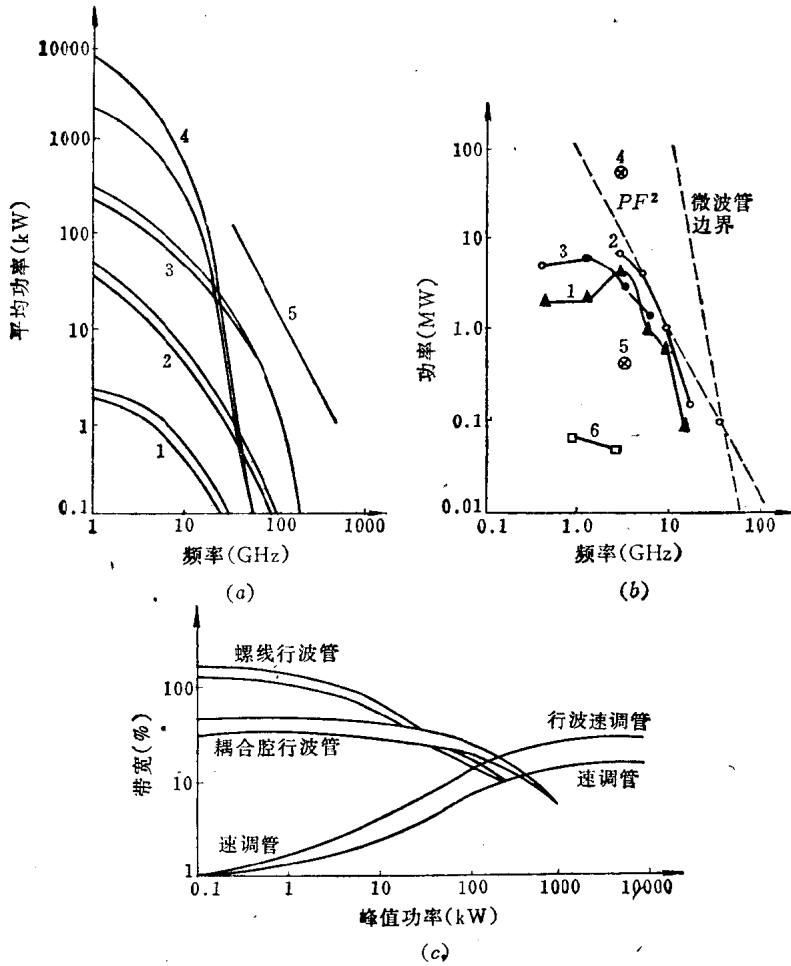 10000
1000
100
10
1
0.1
平均功率(kW)
4
3
5
2
1
1
10
100
1000
频率(GHz)
(a)
100
10
1.0
0.1
0.01
功率(MW)
4
PF²
微波管
边界
2
3
1
5
6
0.1
1.0
10
100
频率(GHz)
(b)
100
10
1
带宽(%)
螺线行波管
行波速调管
耦合腔行波管
速调管
速调管
0.1
1
10
100
1000
10000
峰值功率(kW)
(c)